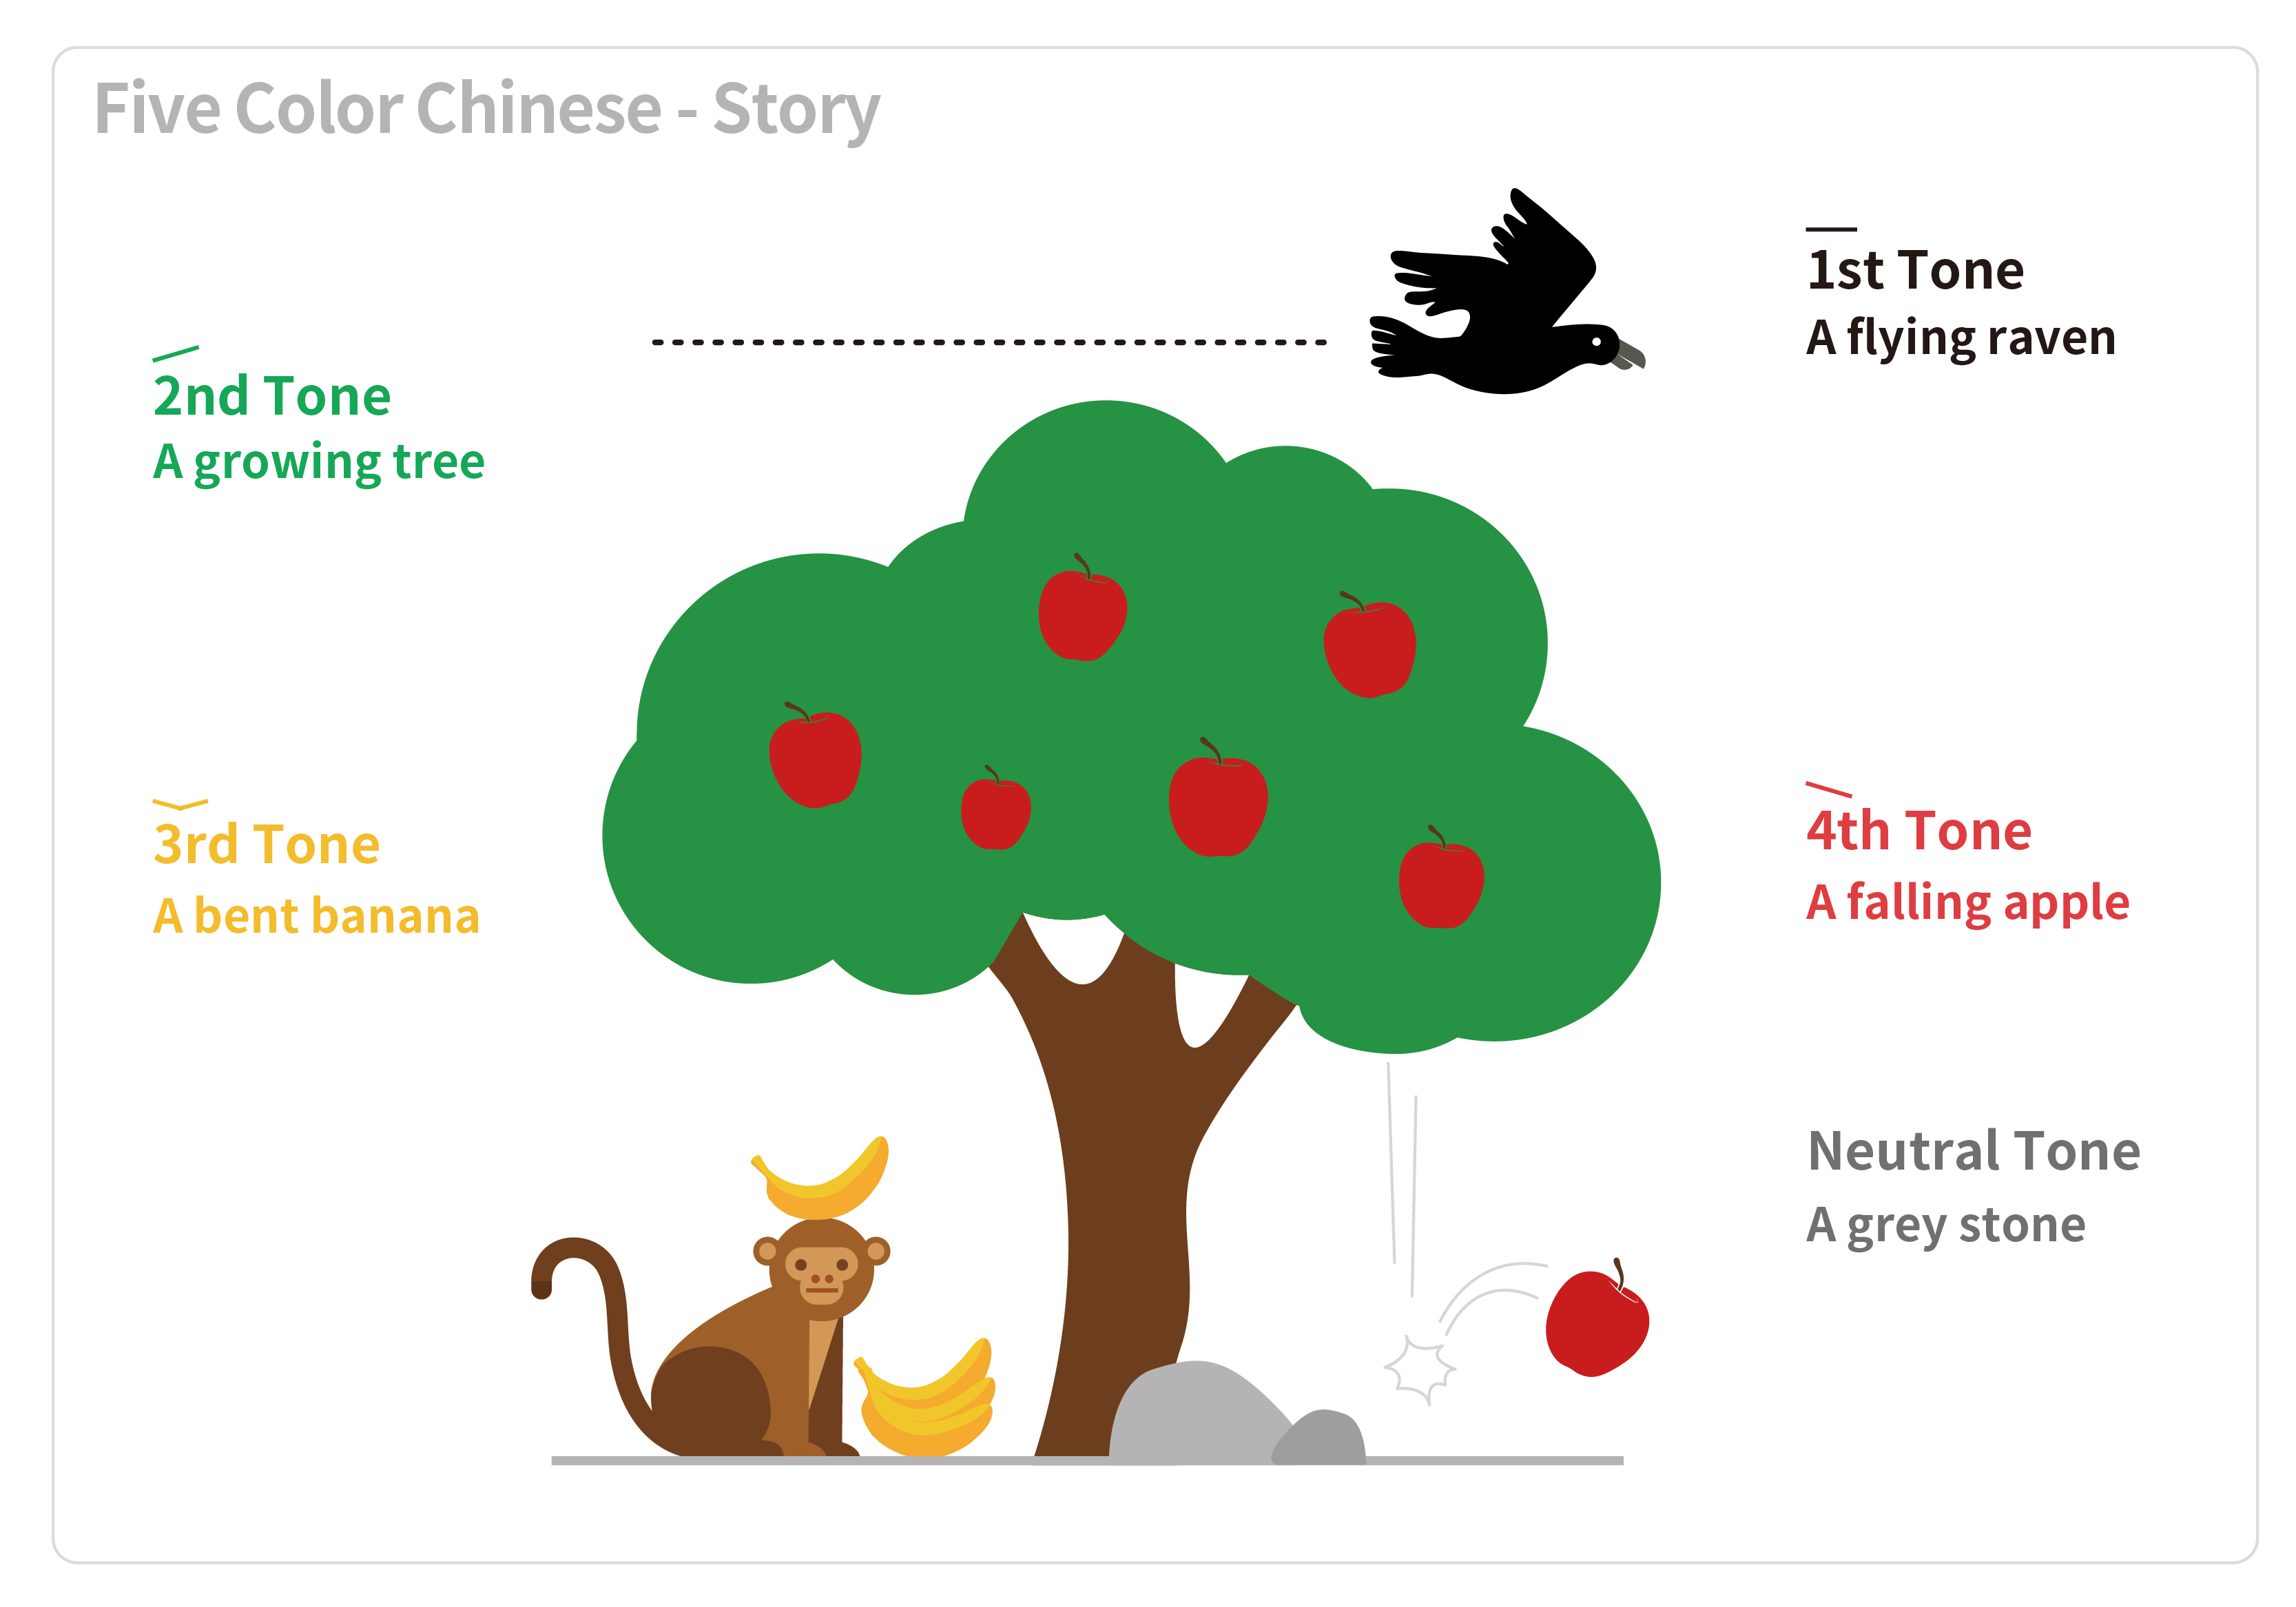 Five Color Chinese - Story
1st Tone
A flying raven
2nd Tone
A growing tree
3rd Tone
A bent banana
4th Tone
A falling apple
Neutral Tone
A grey stone